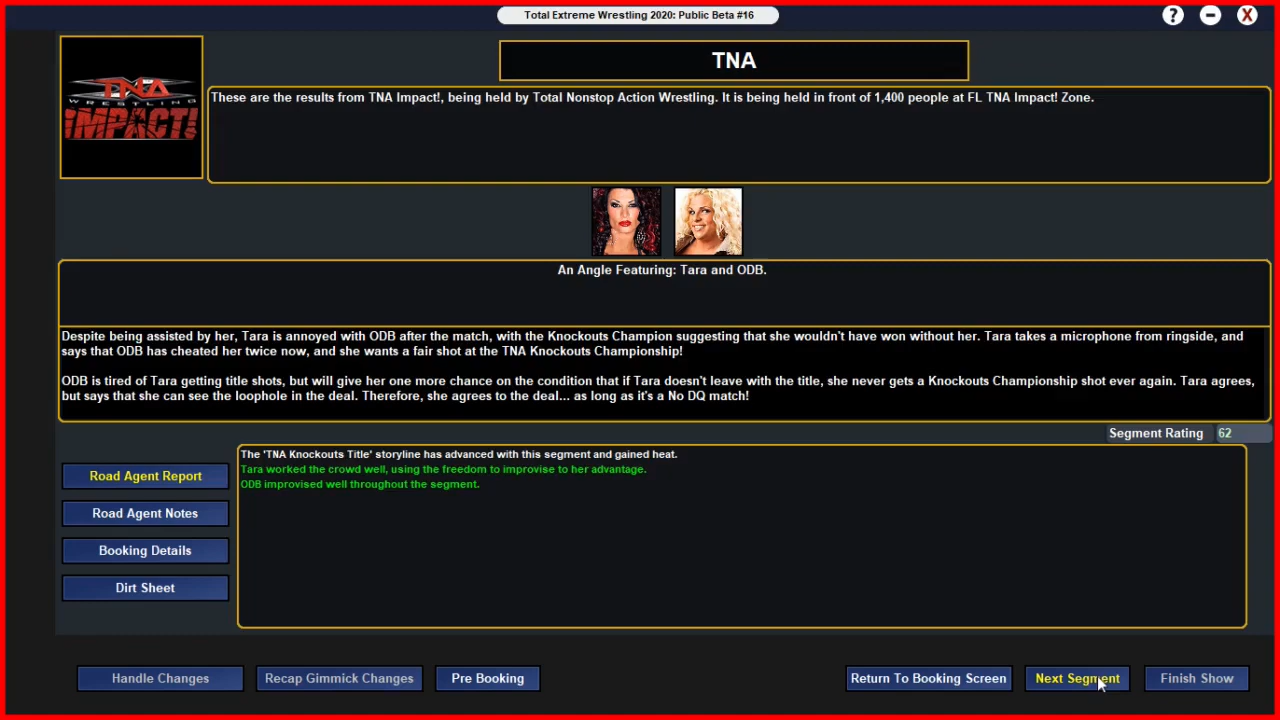 Total Extreme Wrestling 2020: Public Beta #16
?
X
TNA
WRESTLING
IMPACT!
TNA
These are the results from TNA Impact!, being held by Total Nonstop Action Wrestling. It is being held in front of 1,400 people at FL TNA Impact! Zone.
An Angle Featuring: Tara and ODB.
Despite being assisted by her, Tara is annoyed with ODB after the match, with the Knockouts Champion suggesting that she wouldn't have won without her. Tara takes a microphone from ringside, and
says that ODB has cheated her twice now, and she wants a fair shot at the TNA Knockouts Championship!
ODB is tired of Tara getting title shots, but will give her one more chance on the condition that if Tara doesn't leave with the title, she never gets a Knockouts Championship shot ever again. Tara agrees,
but says that she can see the loophole in the deal. Therefore, she agrees to the deal... as long as it's a No DQ match!
Segment Rating 62
The 'TNA Knockouts Title' storyline has advanced with this segment and gained heat.
Tara worked the crowd well, using the freedom to improvise to her advantage.
ODB improvised well throughout the segment.
Road Agent Report
Road Agent Notes
Booking Details
Dirt Sheet
Handle Changes
Recap Gimmick Changes
Pre Booking
Return To Booking Screen
Next Segment
Finish Show